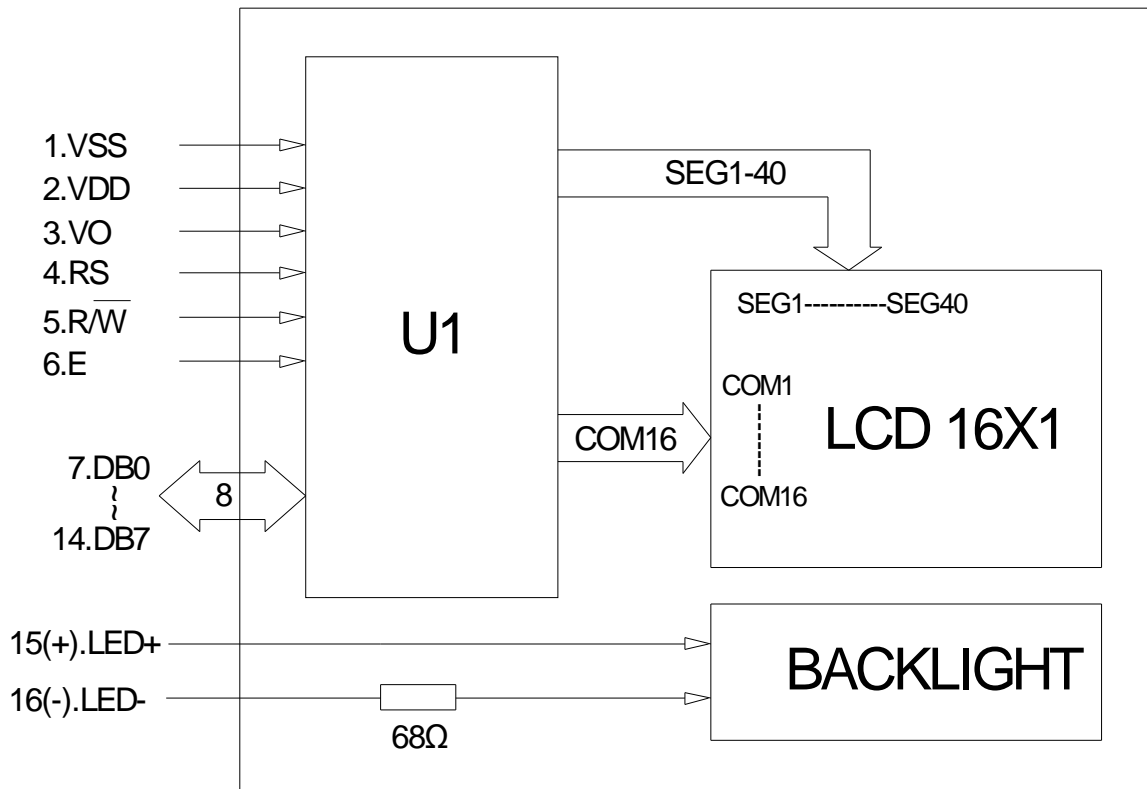 1.VSS
2.VDD
3.VO
4.RS
5.R/W̅
6.E
7.DB0
~
~
14.DB7
8
15(+).LED+
16(-).LED-
68Ω
U1
SEG1-40
COM16
SEG1----------SEG40
COM1
COM16
LCD 16X1
BACKLIGHT